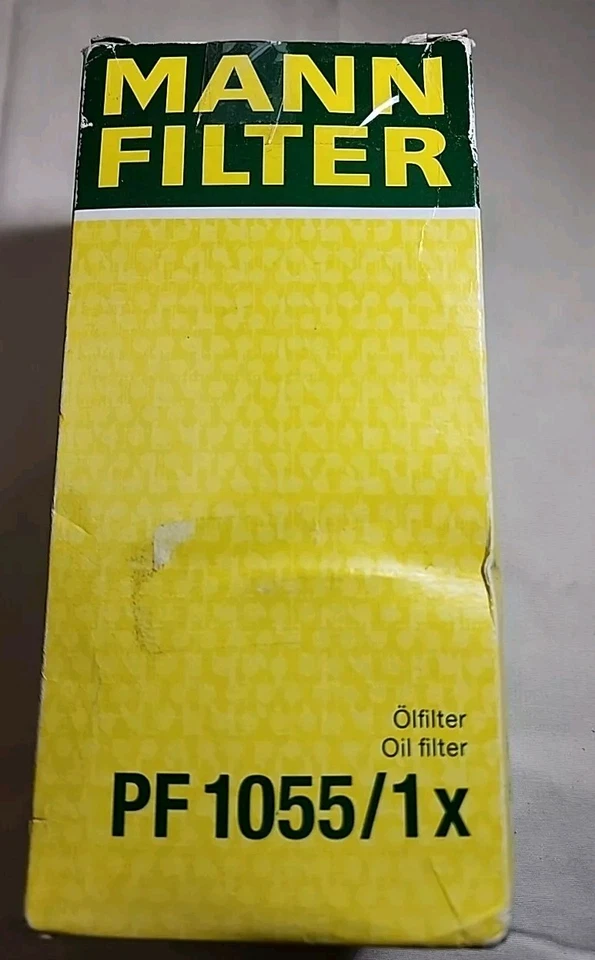 MANN
FILTER
Ölfilter
Oil filter
PF 1055/1 x